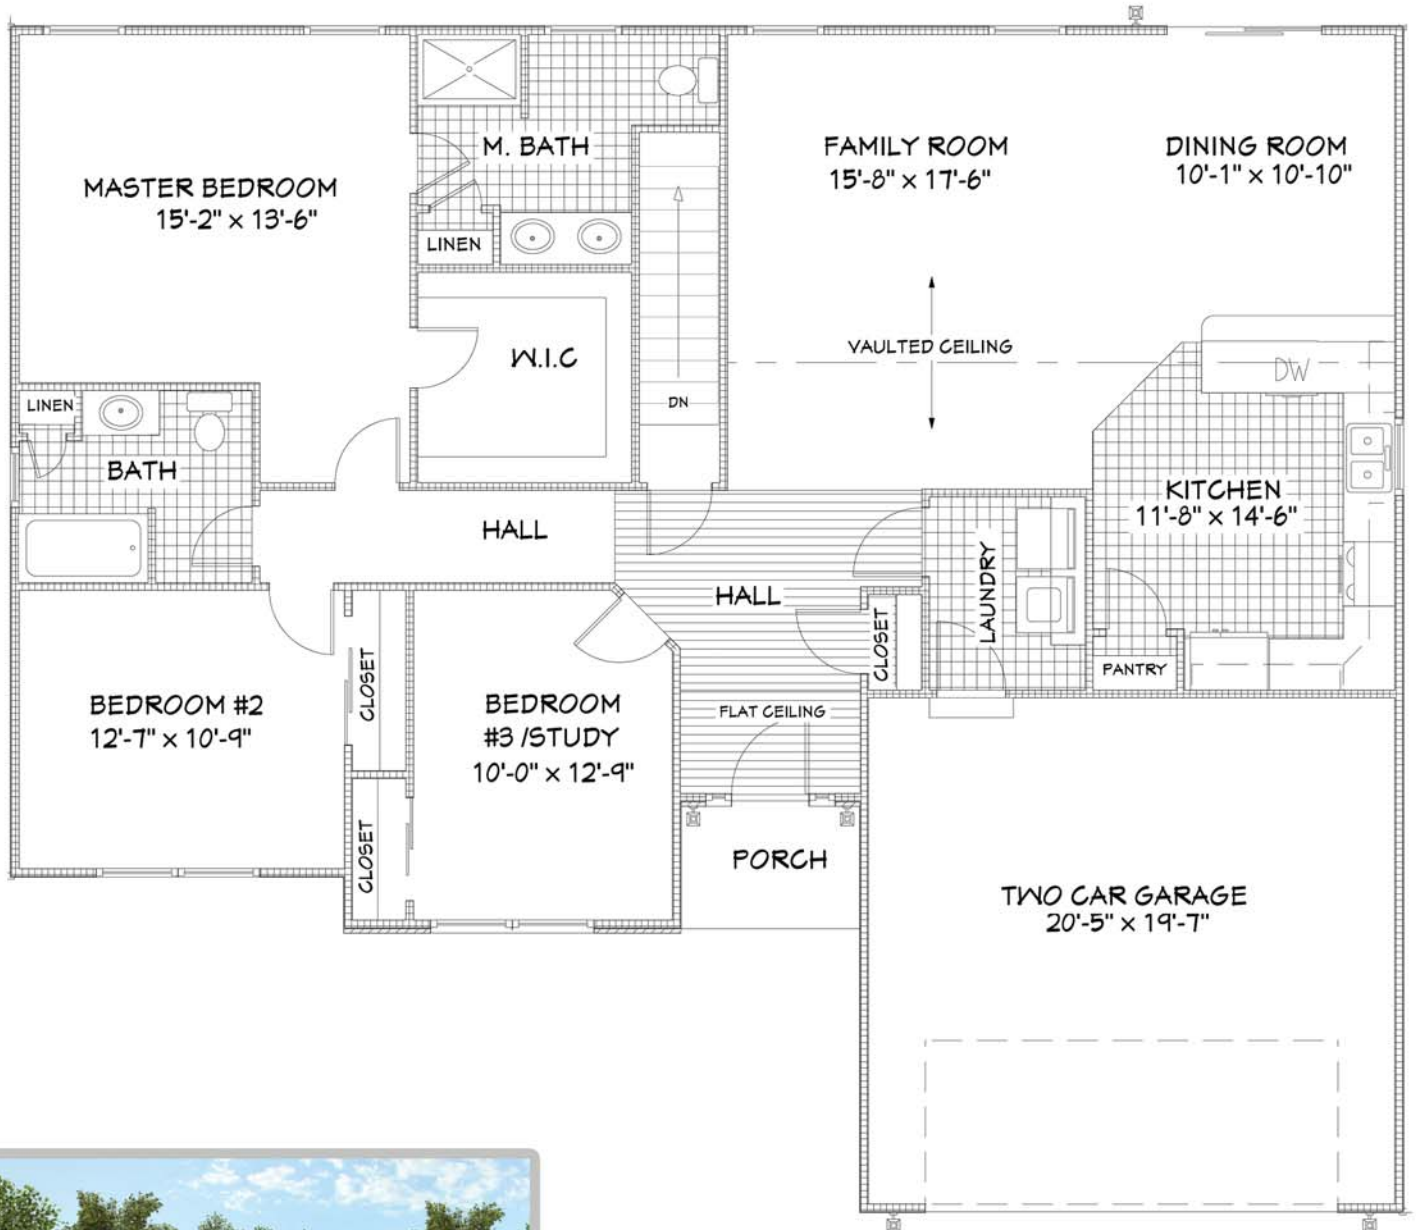 MASTER BEDROOM
15'-2" x 13'-6"
M. BATH
LINEN
W.I.C
DN
FAMILY ROOM
15'-8" x 17'-6"
DINING ROOM
10'-1" x 10'-10"
VAULTED CEILING
DW
KITCHEN
11'-8" x 14'-6"
LINEN
BATH
HALL
HALL
LAUNDRY
CLOSET
PANTRY
BEDROOM #2
12'-7" x 10'-9"
CLOSET
CLOSET
BEDROOM
#3 /STUDY
10'-0" x 12'-9"
FLAT CEILING
PORCH
TWO CAR GARAGE
20'-5" x 19'-7"